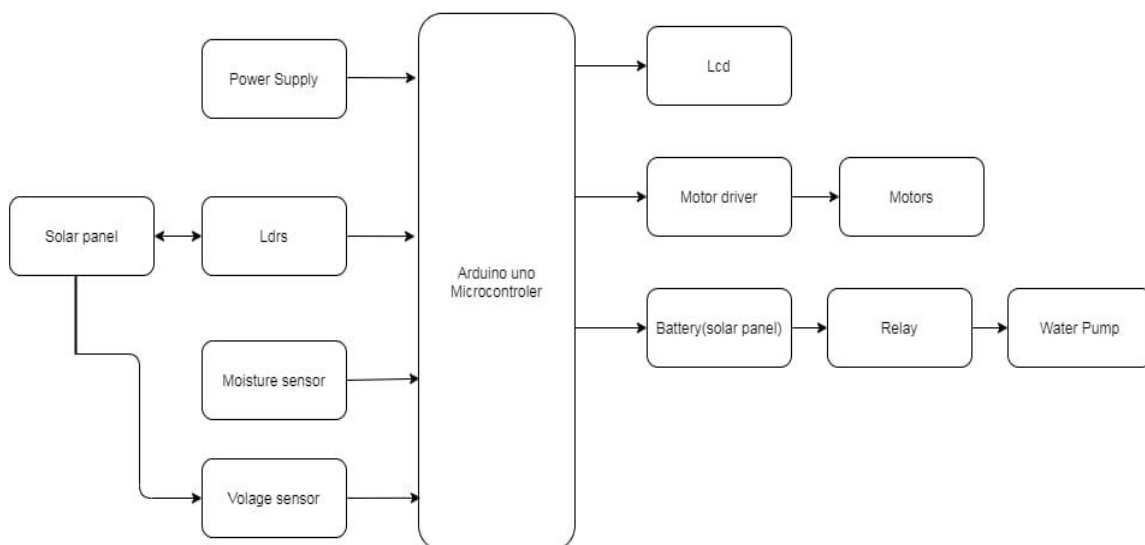 Power Supply
Lcd
Motor driver
Motors
Solar panel
Ldrs
Arduino uno
Microcontroler
Battery(solar panel)
Relay
Water Pump
Moisture sensor
Volage sensor